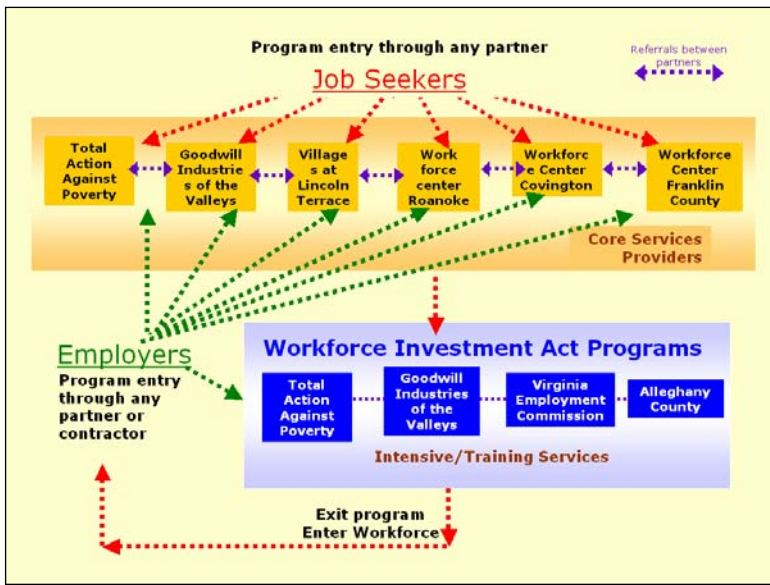 Program entry through any partner
Job Seekers
Referrals between
partners
Total
Action
Against
Poverty
Goodwill
Industrie
s of the
Valleys
Village
s at
Lincoln
Terrace
Work
force
center
Roanoke
Workforc
e Center
Covington
Workforce
Center
Franklin
County
Core Services
Providers
Employers
Program entry
through any
partner or
contractor
Workforce Investment Act Programs
Total
Action
Against
Poverty
Goodwill
Industries
of the
Valleys
Virginia
Employment
Commission
Alleghany
County
Intensive/Training Services
Exit program
Enter Workforce